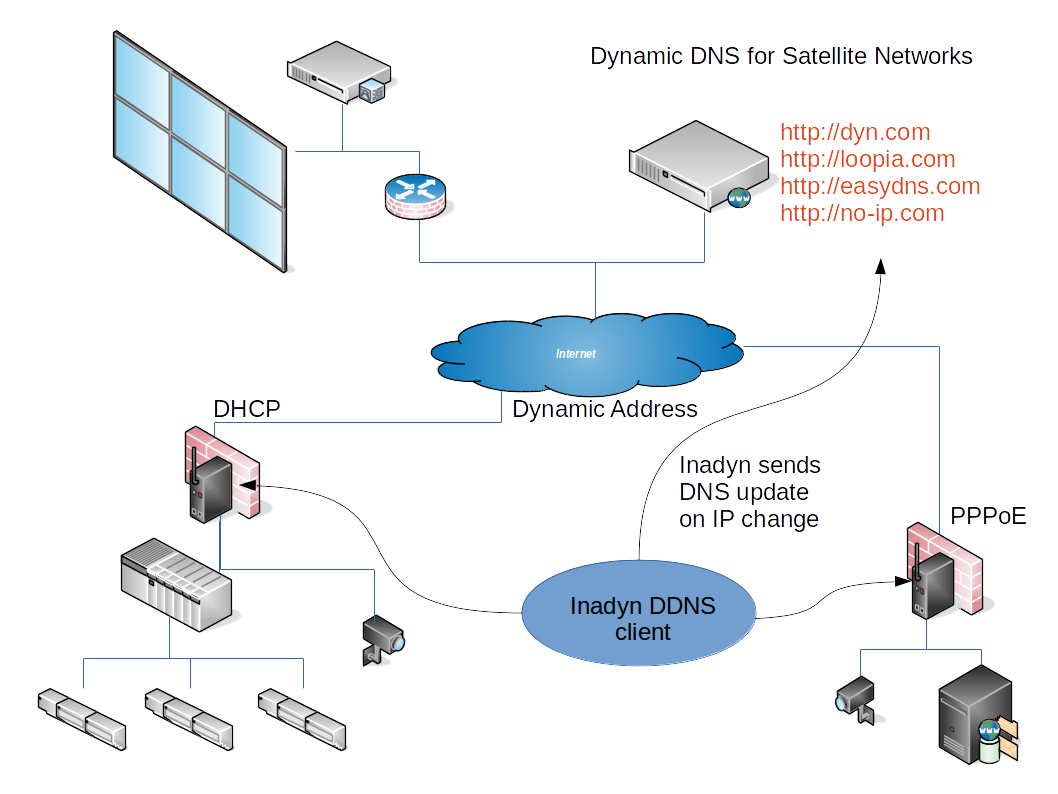 Dynamic DNS for Satellite Networks
http://dyn.com
http://loopia.com
http://easydns.com
http://no-ip.com
Internet
DHCP
Dynamic Address
Inadyn sends
DNS update
on IP change
PPPoE
Inadyn DDNS
client